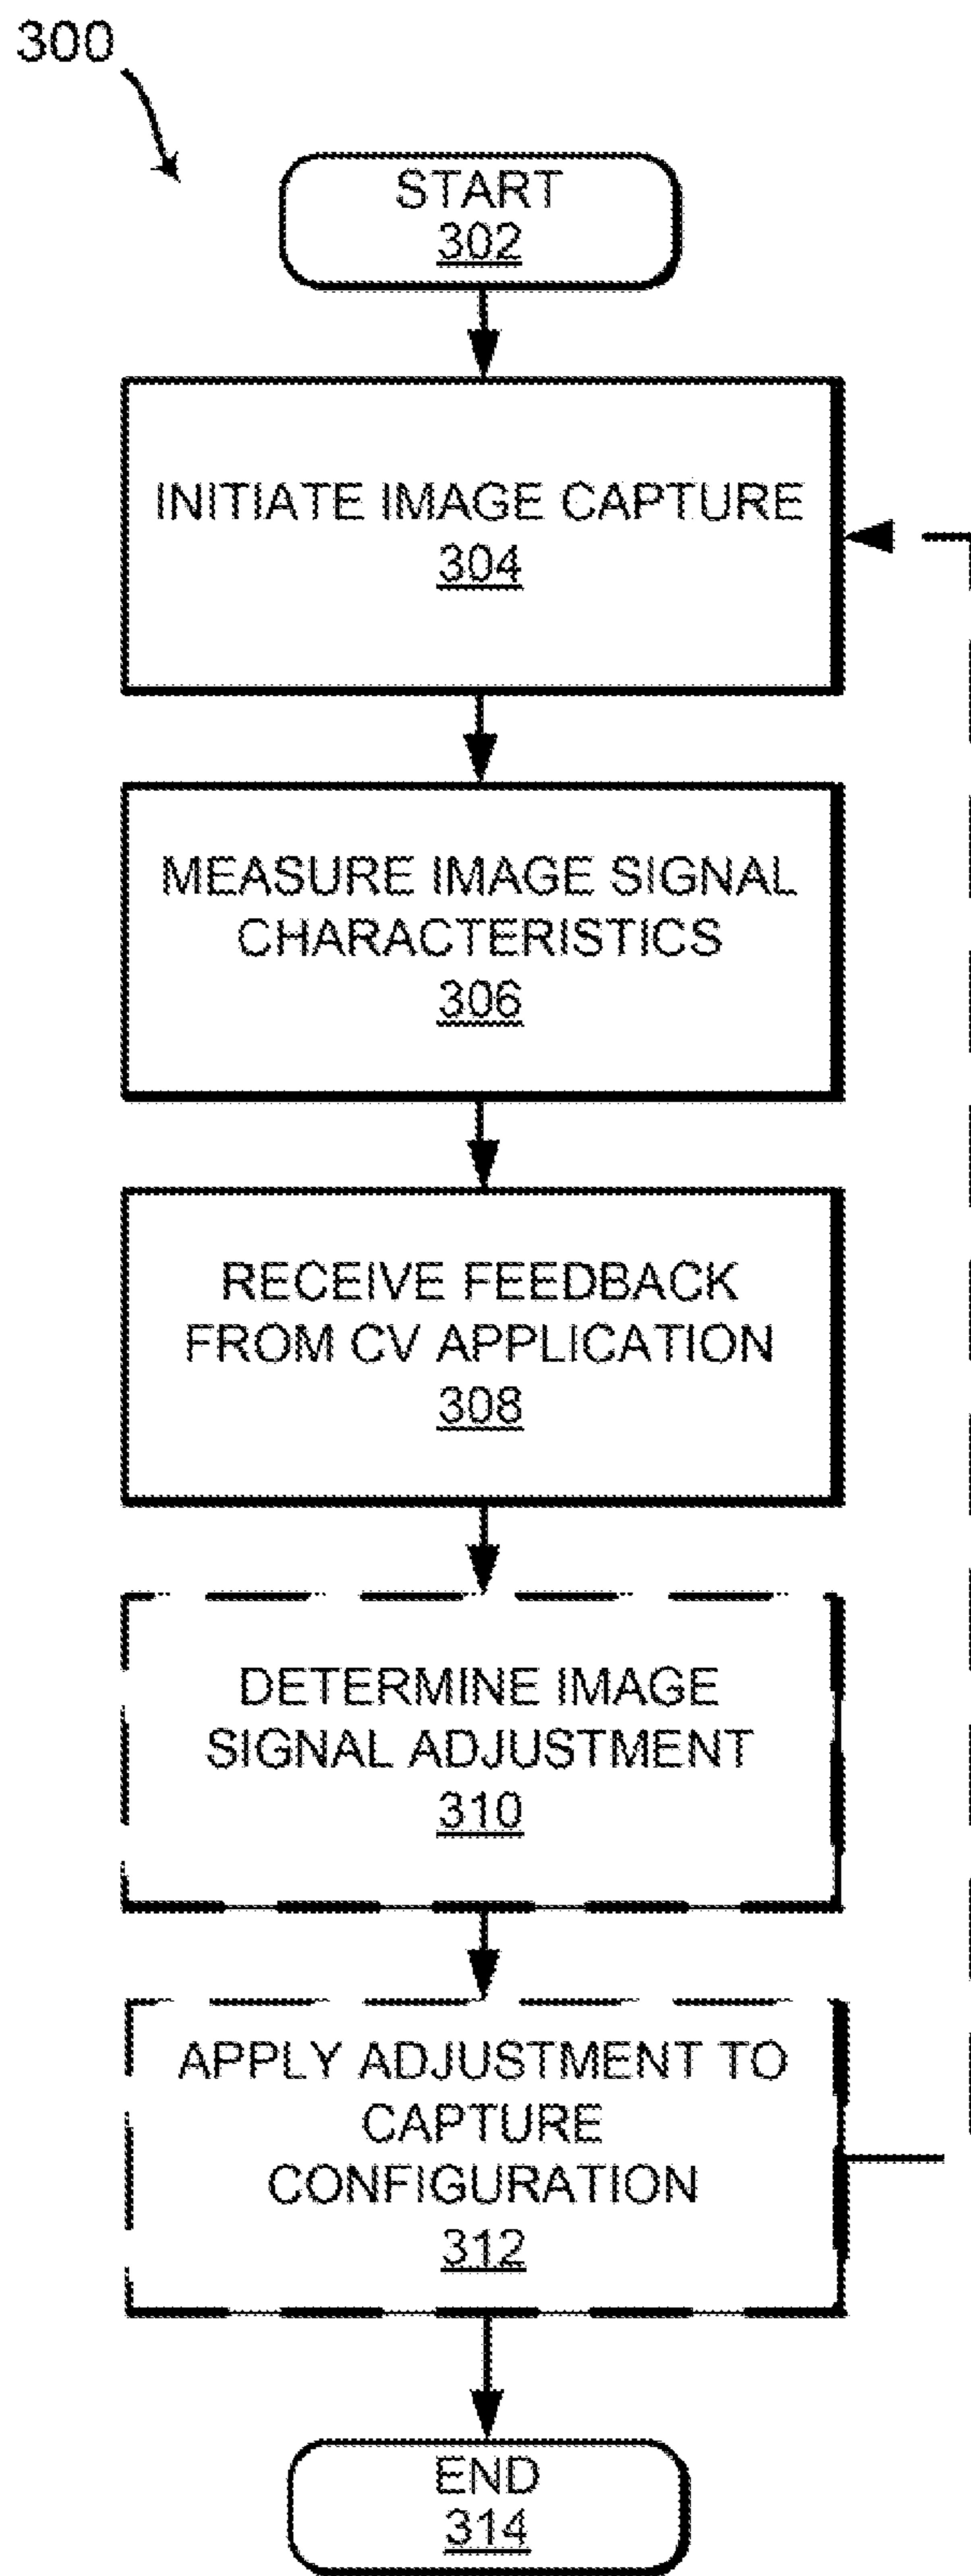 300
START
302
INITIATE IMAGE CAPTURE
304
MEASURE IMAGE SIGNAL
CHARACTERISTICS
306
RECEIVE FEEDBACK
FROM CV APPLICATION
308
DETERMINE IMAGE
SIGNAL ADJUSTMENT
310
APPLY ADJUSTMENT TO
CAPTURE
CONFIGURATION
312
END
314